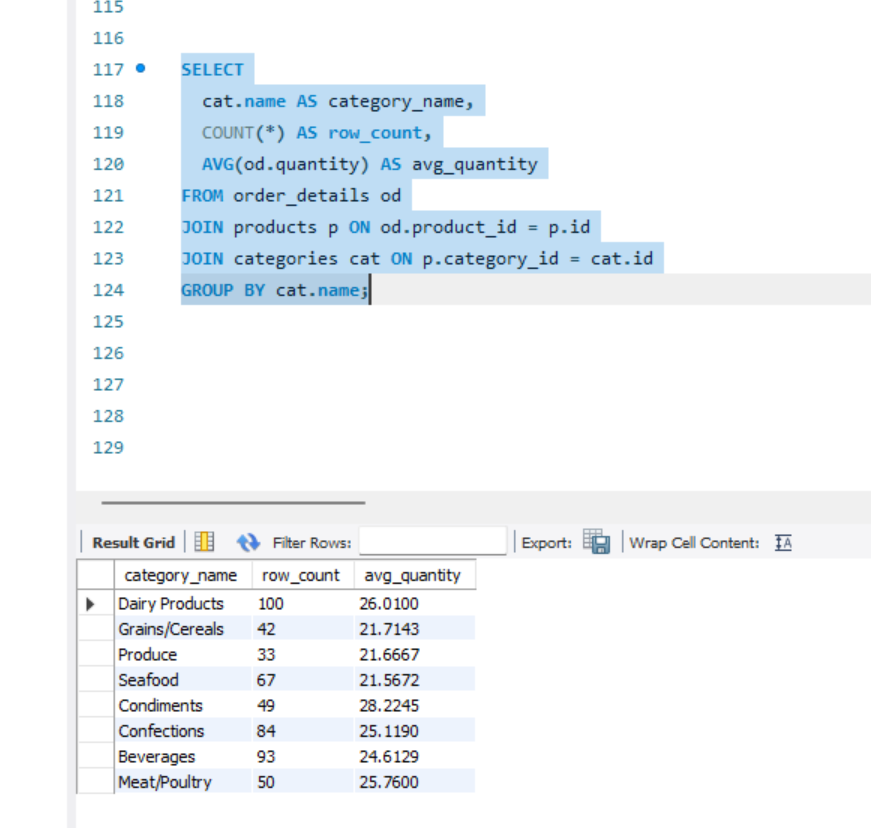 115
116
117 SELECT
118 cat.name AS category_name,
119 COUNT(*) AS row_count,
120 AVG(od.quantity) AS avg_quantity
121 FROM order_details od
122 JOIN products p ON od.product_id = p.id
123 JOIN categories cat ON p.category_id = cat.id
124 GROUP BY cat.name;
125
126
127
128
129
Result Grid Filter Rows: Export: Wrap Cell Content: IA
category_name row_count avg_quantity
Dairy Products 100 26.0100
Grains/Cereals 42 21.7143
Produce 33 21.6667
Seafood 67 21.5672
Condiments 49 28.2245
Confections 84 25.1190
Beverages 93 24.6129
Meat/Poultry 50 25.7600